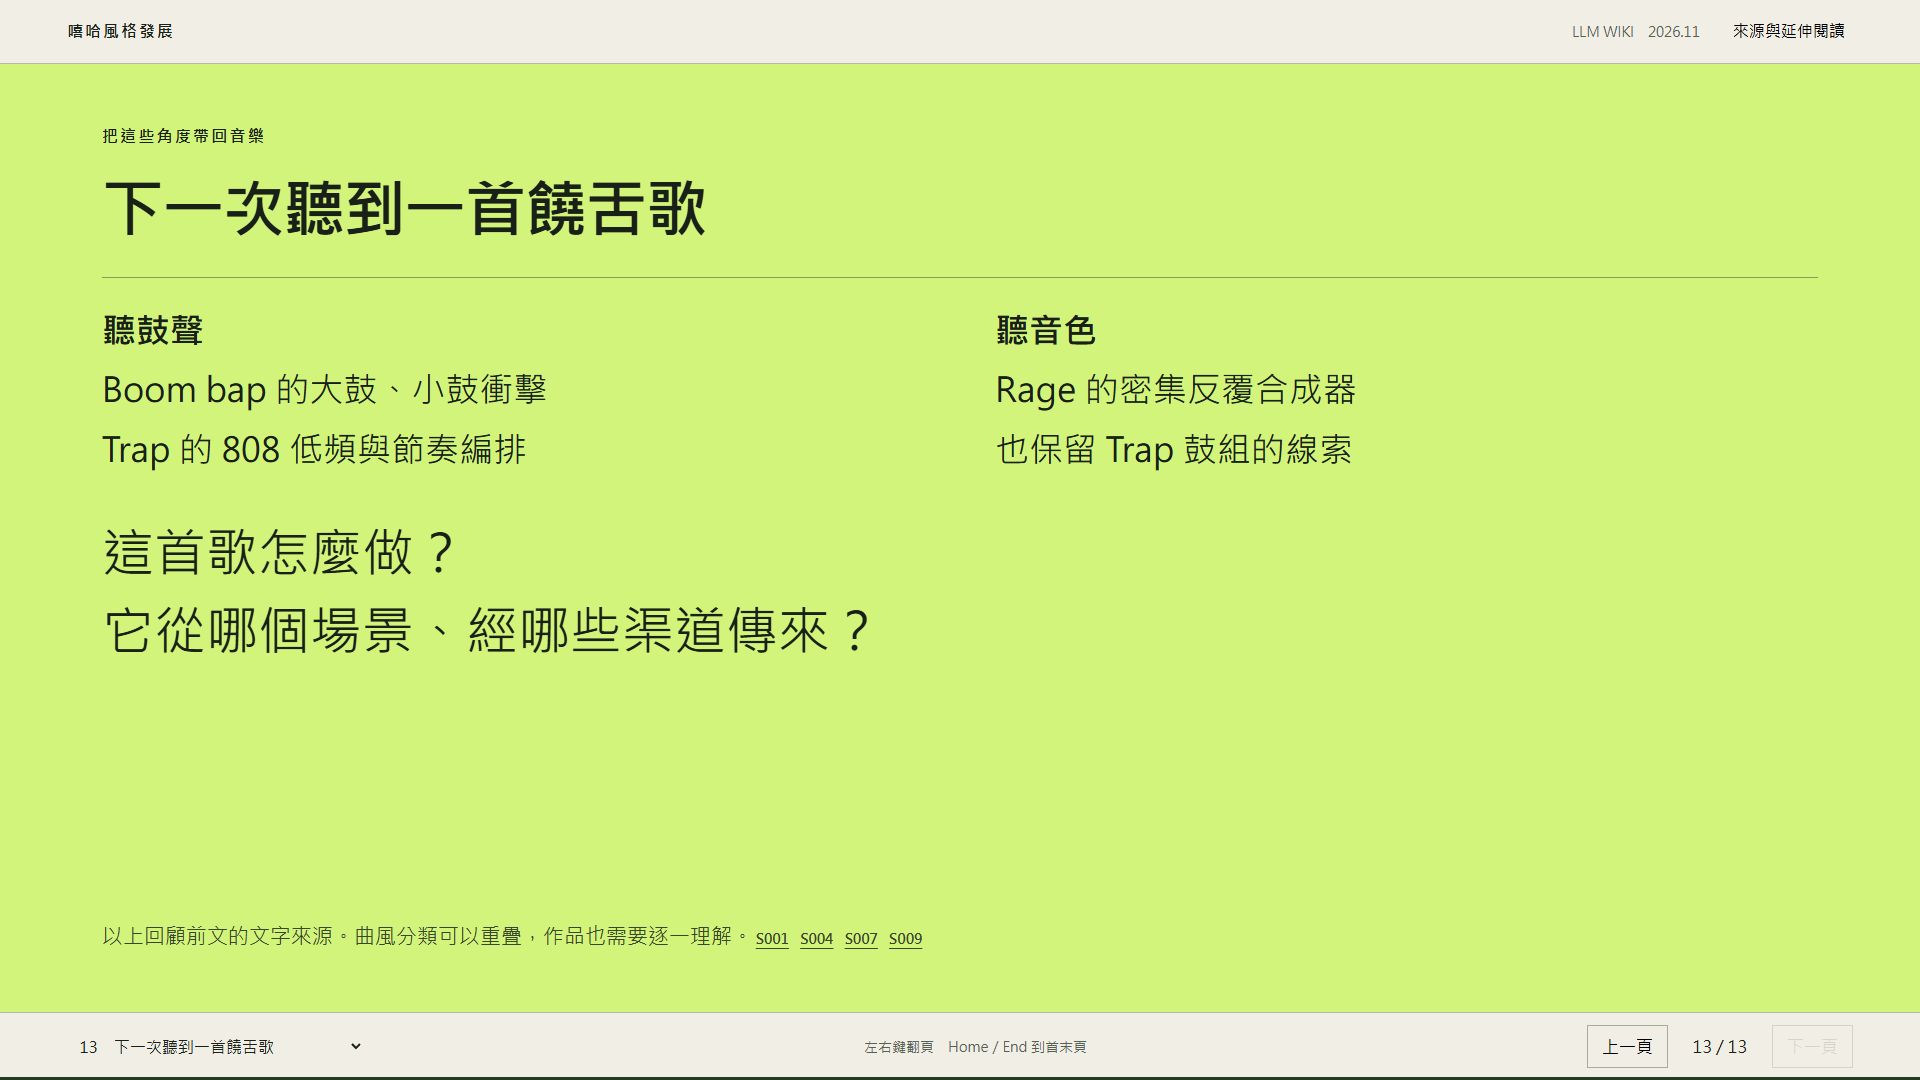 嘻哈風格發展
LLM WIKI 2026.11 來源與延伸閱讀
把這些角度帶回音樂
下一次聽到一首饒舌歌
聽鼓聲
Boom bap 的大鼓、小鼓衝擊
Trap 的 808 低頻與節奏編排
聽音色
Rage 的密集反覆合成器
也保留 Trap 鼓組的線索
這首歌怎麼做？
它從哪個場景、經哪些渠道傳來？
以上回顧前文的文字來源。曲風分類可以重疊，作品也需要逐一理解。 S001 S004 S007 S009
13 下一次聽到一首饒舌歌
左右鍵翻頁 Home / End 到首末頁
上一頁 13 / 13 下一頁